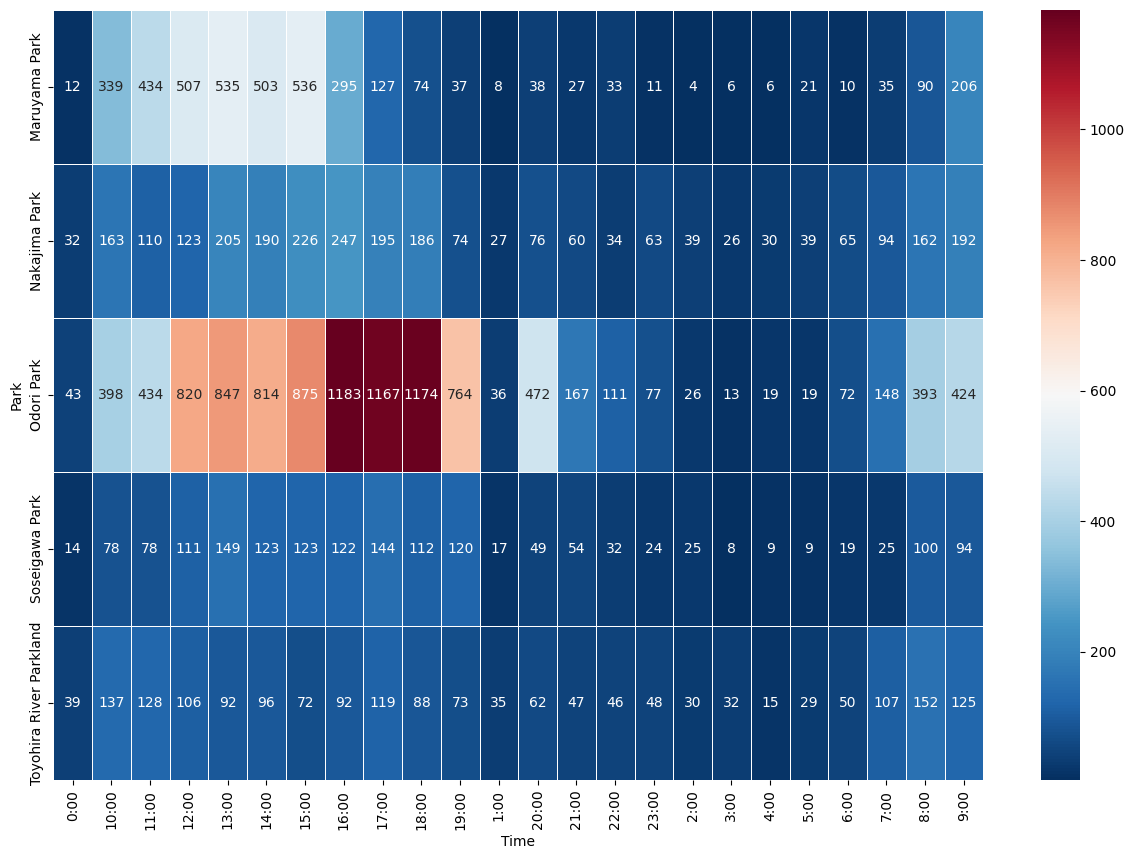 Maruyama Park 12 339 434 507 535 503 536 295 127 74 37 8 38 27 33 11 4 6 6 21 10 35 90 206
Nakajima Park 32 163 110 123 205 190 226 247 195 186 74 27 76 60 34 63 39 26 30 39 65 94 162 192
Park
Odori Park 43 398 434 820 847 814 875 1183 1167 1174 764 36 472 167 111 77 26 13 19 19 72 148 393 424
Soseigawa Park 14 78 78 111 149 123 123 122 144 112 120 17 49 54 32 24 25 8 9 9 19 25 100 94
Toyohira River Parkland 39 137 128 106 92 96 72 92 119 88 73 35 62 47 46 48 30 32 15 29 50 107 152 125
0:00 10:00 11:00 12:00 13:00 14:00 15:00 16:00 17:00 18:00 19:00 1:00 20:00 21:00 22:00 23:00 2:00 3:00 4:00 5:00 6:00 7:00 8:00 9:00
Time
1000
800
600
400
200